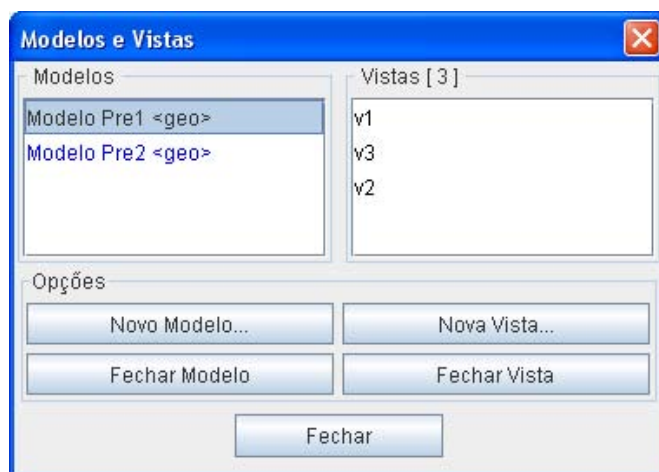 Modelos e Vistas
Modelos
Vistas [ 3 ]
Modelo Pre1 <geo>
Modelo Pre2 <geo>
v1
v3
v2
Opções
Novo Modelo...
Nova Vista...
Fechar Modelo
Fechar Vista
Fechar